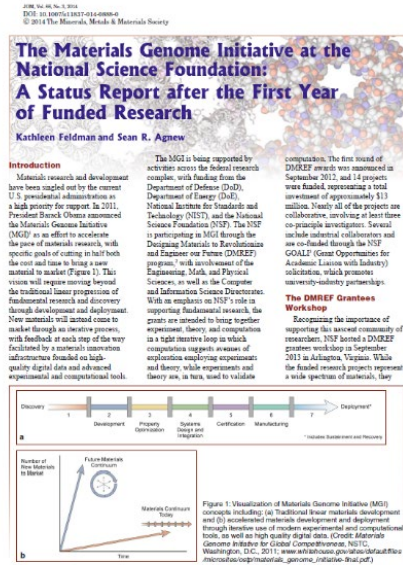 JOM, Vol. 66, No. 3, 2014
DOI: 10.1007/s11837-014-0888-0
© 2014 The Minerals, Metals & Materials Society
The Materials Genome Initiative at the
National Science Foundation:
A Status Report after the First Year
of Funded Research
Kathleen Feldman and Sean R. Agnew
Introduction
Materials research and development
have been singled out by the current
U.S. presidential administration as
a high priority for support. In 2011,
President Barack Obama announced
the Materials Genome Initiative
(MGI)¹ as an effort to accelerate
the pace of materials research, with
specific goals of cutting in half both
the cost and time to bring a new
material to market (Figure 1). This
vision will require moving beyond
the traditional linear progression of
fundamental research and discovery
through development and deployment.
New materials will instead come to
market through an iterative process,
with feedback at each step of the way
facilitated by a materials innovation
infrastructure founded on high-
quality digital data and advanced
experimental and computational tools.
The MGI is being supported by
activities across the federal research
complex, with funding from the
Department of Defense (DoD),
Department of Energy (DoE),
National Institute for Standards and
Technology (NIST), and the National
Science Foundation (NSF). The NSF
is participating in MGI through the
Designing Materials to Revolutionize
and Engineer our Future (DMREF)
program,² with involvement of the
Engineering, Math, and Physical
Sciences, as well as the Computer
and Information Science Directorates.
With an emphasis on NSF's role in
supporting fundamental research, the
grants are intended to bring together
experiment, theory, and computation
in a tight iterative loop in which
computation suggests avenues of
exploration employing experiments
and theory, while experiments and
theory are, in turn, used to validate
computation. The first round of
DMREF awards was announced in
September 2012, and 14 projects
were funded, representing a total
investment of approximately $13
million. Nearly all of the projects are
collaborative, involving at least three
co-principle investigators. Several
include industrial collaborators and
are co-funded through the NSF
GOALI³ (Grant Opportunities for
Academic Liaison with Industry)
solicitation, which promotes
university-industry partnerships.
The DMREF Grantees
Workshop
Recognizing the importance of
supporting this nascent community of
researchers, NSF hosted a DMREF
grantees workshop in September
2013 in Arlington, Virginia. While
the funded research projects represent
a wide spectrum of materials, they
Discovery
Deployment*
1 2 3 4 5 6 7
Development
Property Optimization
Systems Design and Integration
Certification
Manufacturing
* Includes Sustainment and Recovery
a
Number of
New Materials
to Market
Future Materials
Continuum
Materials Continuum
Today
Time
b
Figure 1: Visualization of Materials Genome Initiative (MGI)
concepts including: (a) Traditional linear materials development
and (b) accelerated materials development and deployment
through iterative use of modern experimental and computational
tools, as well as high quality digital data. (Credit: Materials
Genome Initiative for Global Competitiveness, NSTC,
Washington, D.C., 2011; www.whitehouse.gov/sites/default/files
/microsites/ostp/materials_genome_initiative-final.pdf.)